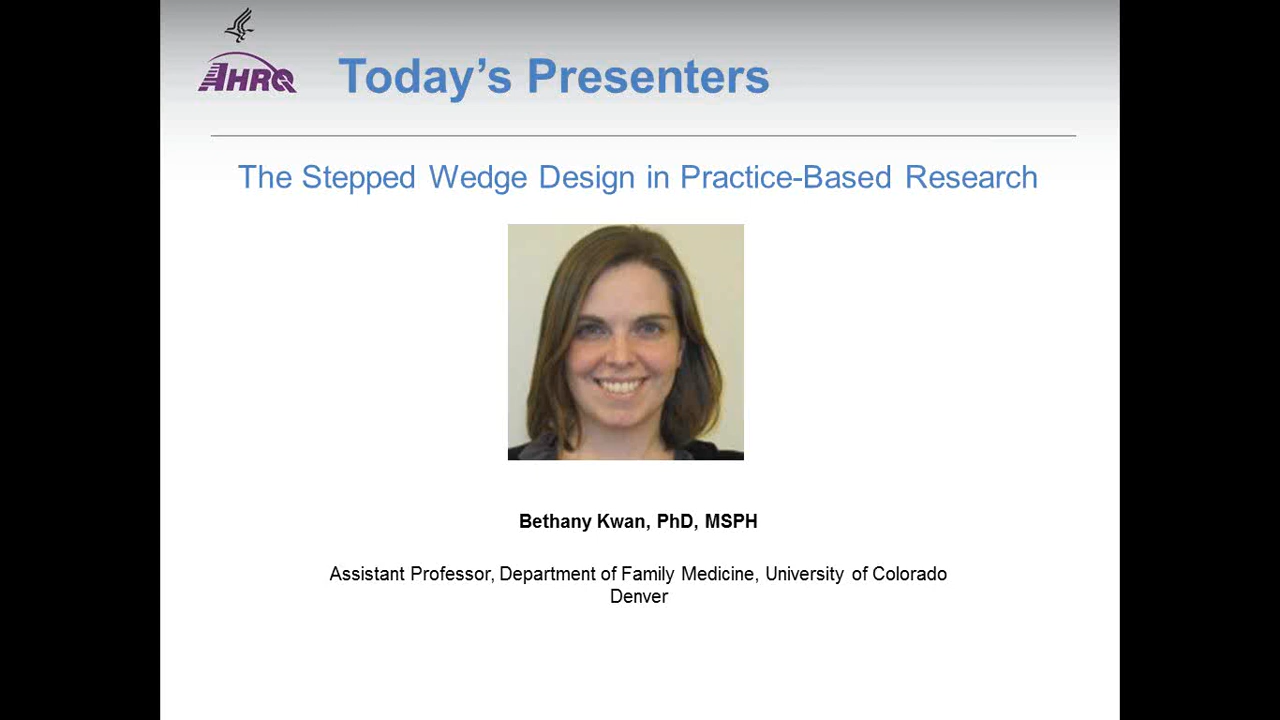 AHRQ
Today's Presenters
The Stepped Wedge Design in Practice-Based Research
Bethany Kwan, PhD, MSPH
Assistant Professor, Department of Family Medicine, University of Colorado
Denver